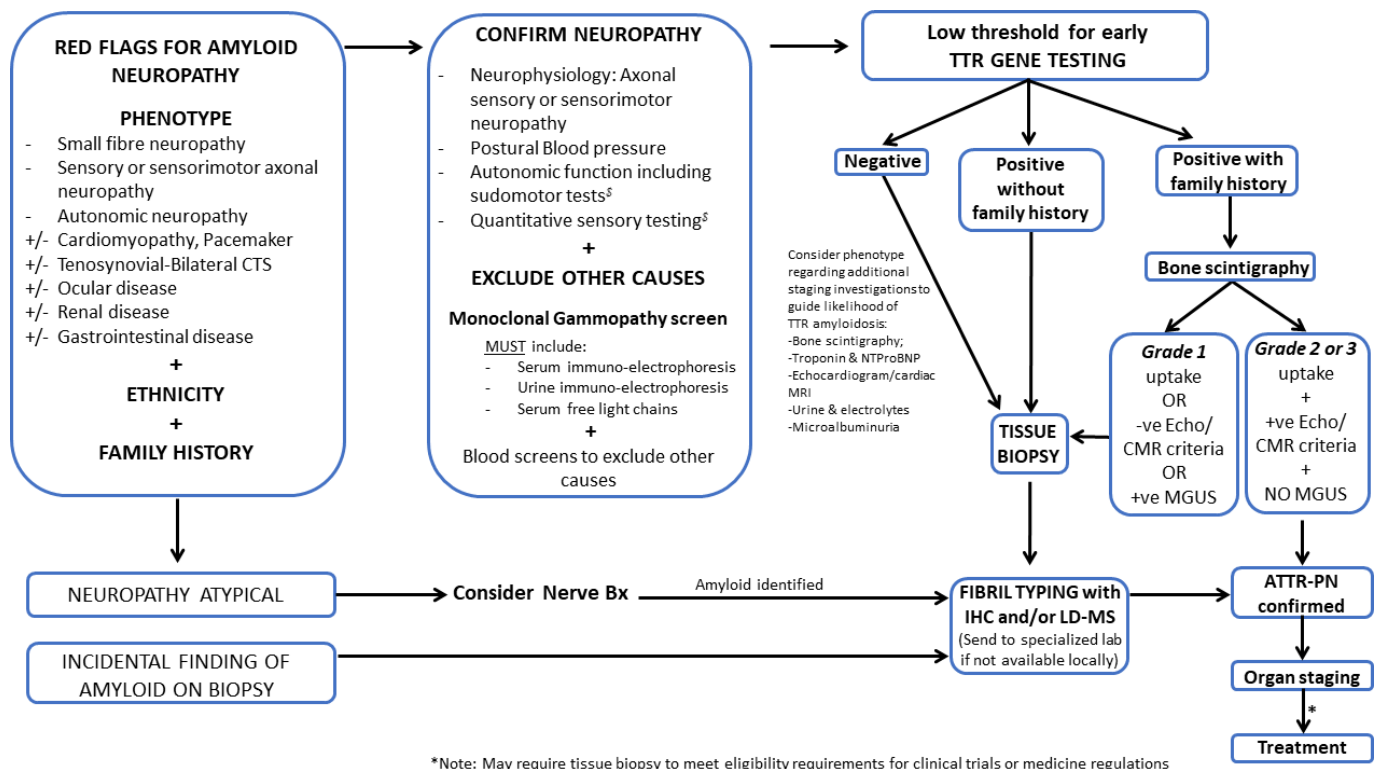 RED FLAGS FOR AMYLOID
NEUROPATHY
PHENOTYPE
- Small fibre neuropathy
- Sensory or sensorimotor axonal
neuropathy
- Autonomic neuropathy
+/- Cardiomyopathy, Pacemaker
+/- Tenosynovial-Bilateral CTS
+/- Ocular disease
+/- Renal disease
+/- Gastrointestinal disease
+
ETHNICITY
+
FAMILY HISTORY
CONFIRM NEUROPATHY
- Neurophysiology: Axonal
sensory or sensorimotor
neuropathy
- Postural Blood pressure
- Autonomic function including
sudomotor tests$
- Quantitative sensory testing$
+
EXCLUDE OTHER CAUSES
Monoclonal Gammopathy screen
MUST include:
- Serum immuno-electrophoresis
- Urine immuno-electrophoresis
- Serum free light chains
+
Blood screens to exclude other
causes
Low threshold for early
TTR GENE TESTING
Negative
Positive
without
family history
Positive with
family history
Consider phenotype
regarding additional
staging investigations to
guide likelihood of
TTR amyloidosis:
-Bone scintigraphy;
-Troponin & NTProBNP
-Echocardiogram/cardiac
MRI
-Urine & electrolytes
-Microalbuminuria
Bone scintigraphy
Grade 1
uptake
OR
-ve Echo/
CMR criteria
OR
+ve MGUS
Grade 2 or 3
uptake
+
+ve Echo/
CMR criteria
+
NO MGUS
TISSUE
BIOPSY
NEUROPATHY ATYPICAL
Consider Nerve Bx
Amyloid identified
FIBRIL TYPING with
IHC and/or LD-MS
(Send to specialized lab
if not available locally)
ATTR-PN
confirmed
INCIDENTAL FINDING OF
AMYLOID ON BIOPSY
Organ staging
*
Treatment
*Note: May require tissue biopsy to meet eligibility requirements for clinical trials or medicine regulations